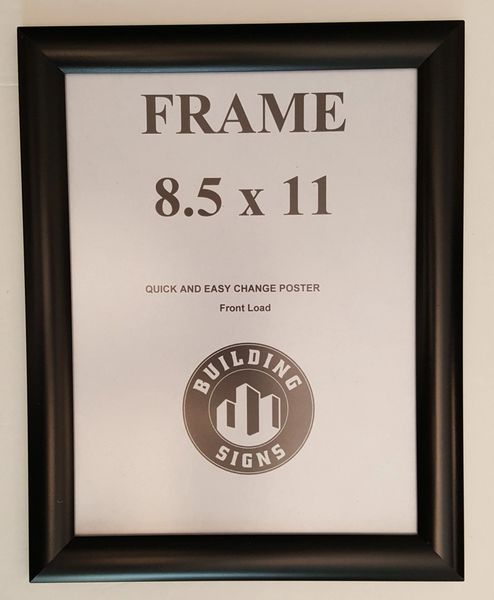 FRAME
8.5 x 11
QUICK AND EASY CHANGE POSTER
Front Load
BUILDING
SIGNS